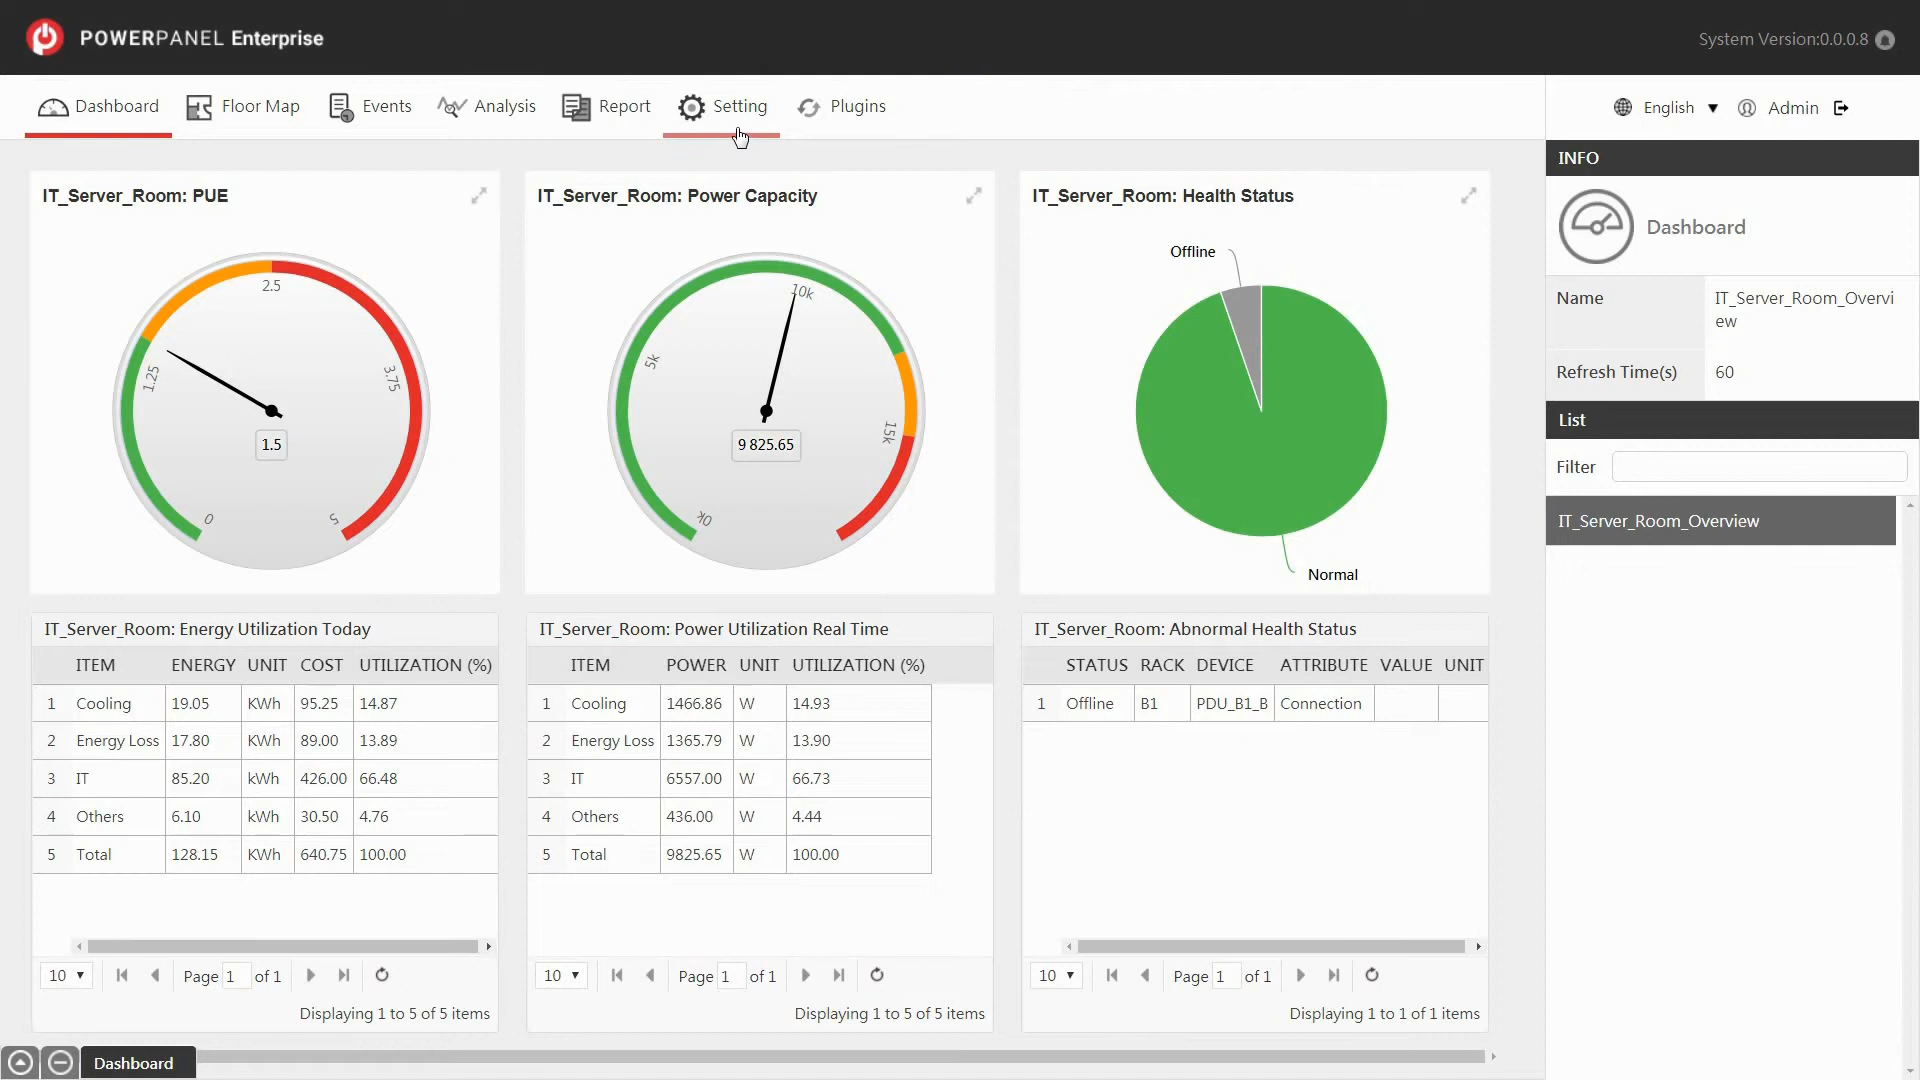 POWERPANEL Enterprise
System Version:0.0.0.8
Dashboard Floor Map Events Analysis Report Setting Plugins
English Admin
IT_Server_Room: PUE
0
1.25
2.5
3.75
5
1.5
IT_Server_Room: Power Capacity
0k
5k
10k
15k
9 825.65
IT_Server_Room: Health Status
Offline
Normal
IT_Server_Room: Energy Utilization Today
ITEM ENERGY UNIT COST UTILIZATION (%)
1 Cooling 19.05 KWh 95.25 14.87
2 Energy Loss 17.80 KWh 89.00 13.89
3 IT 85.20 kWh 426.00 66.48
4 Others 6.10 kWh 30.50 4.76
5 Total 128.15 KWh 640.75 100.00
10 Page 1 of 1
Displaying 1 to 5 of 5 items
IT_Server_Room: Power Utilization Real Time
ITEM POWER UNIT UTILIZATION (%)
1 Cooling 1466.86 W 14.93
2 Energy Loss 1365.79 W 13.90
3 IT 6557.00 W 66.73
4 Others 436.00 W 4.44
5 Total 9825.65 W 100.00
10 Page 1 of 1
Displaying 1 to 5 of 5 items
IT_Server_Room: Abnormal Health Status
STATUS RACK DEVICE ATTRIBUTE VALUE UNIT
1 Offline B1 PDU_B1_B Connection
10 Page 1 of 1
Displaying 1 to 1 of 1 items
INFO
Dashboard
Name IT_Server_Room_Overvi
ew
Refresh Time(s) 60
List
Filter
IT_Server_Room_Overview
Dashboard